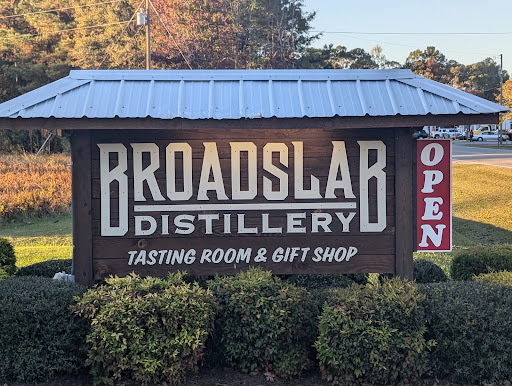 BROADSLAB
DISTILLERY
TASTING ROOM & GIFT SHOP
OPEN